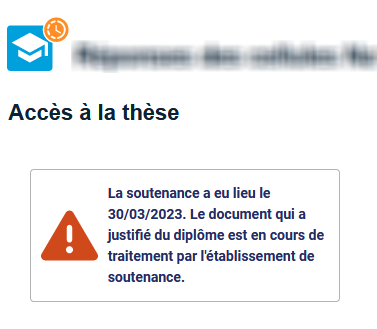 Accès à la thèse
La soutenance a eu lieu le
30/03/2023. Le document qui a
justifié du diplôme est en cours de
traitement par l'établissement de
soutenance.